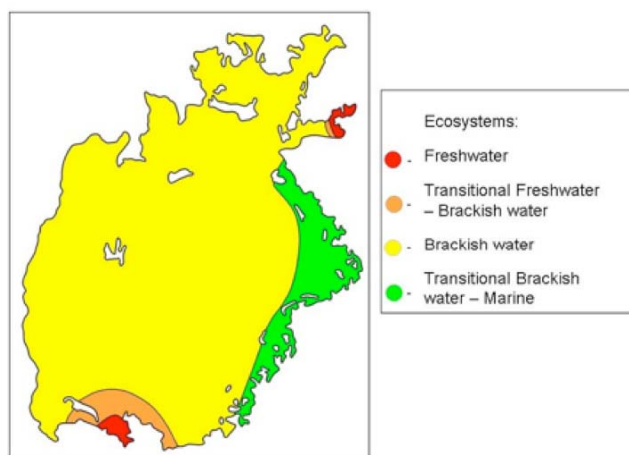 Ecosystems:
- Freshwater
- Transitional Freshwater
– Brackish water
- Brackish water
- Transitional Brackish
water – Marine